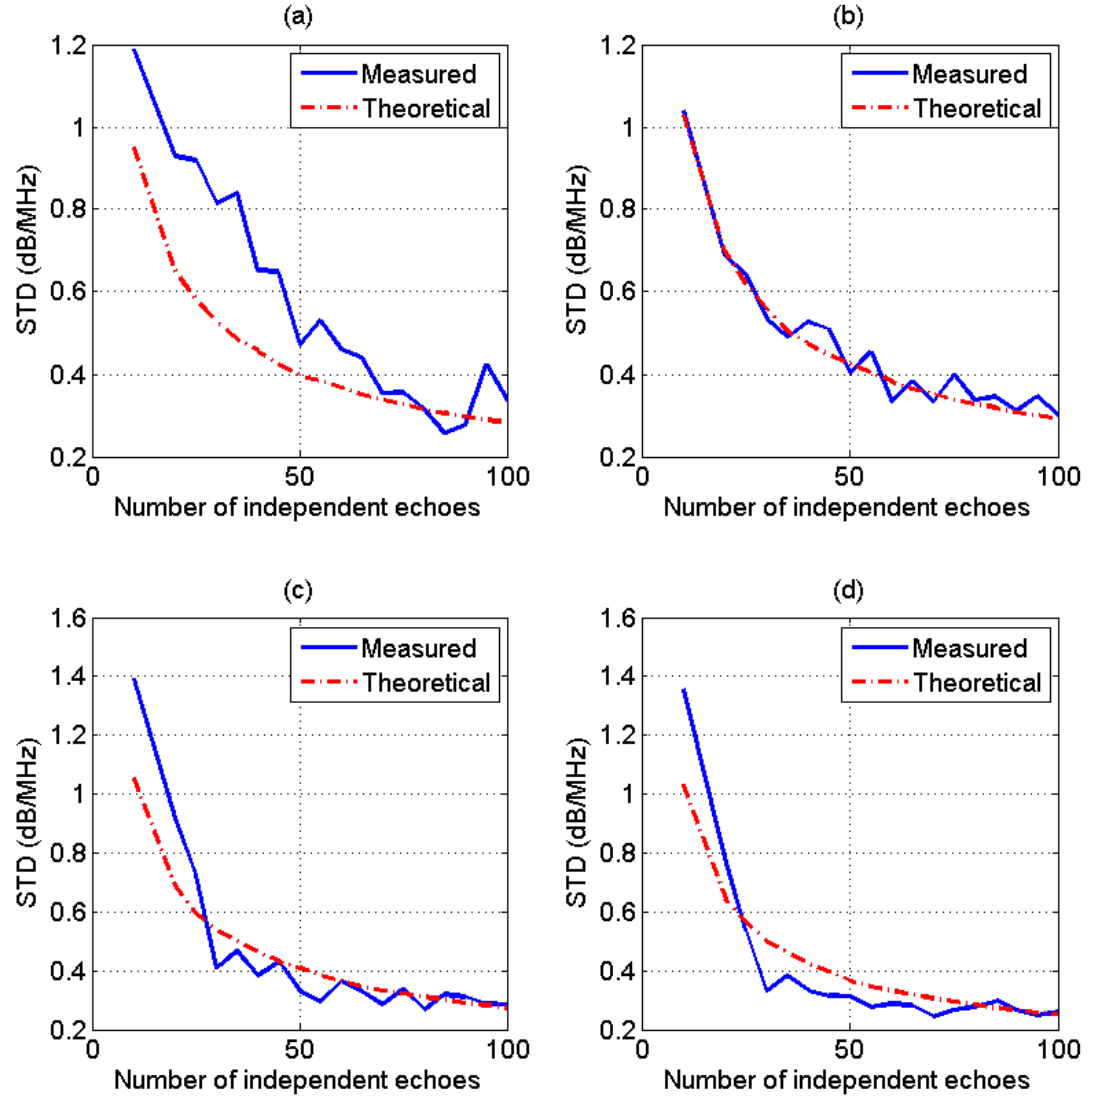 (a)
1.2
1
0.8
0.6
0.4
0.2
0
50
100
STD (dB/MHz)
Number of independent echoes
Measured
Theoretical
(b)
1.2
1
0.8
0.6
0.4
0.2
0
50
100
STD (dB/MHz)
Number of independent echoes
Measured
Theoretical
(c)
1.6
1.4
1.2
1
0.8
0.6
0.4
0.2
0
50
100
STD (dB/MHz)
Number of independent echoes
Measured
Theoretical
(d)
1.6
1.4
1.2
1
0.8
0.6
0.4
0.2
0
50
100
STD (dB/MHz)
Number of independent echoes
Measured
Theoretical